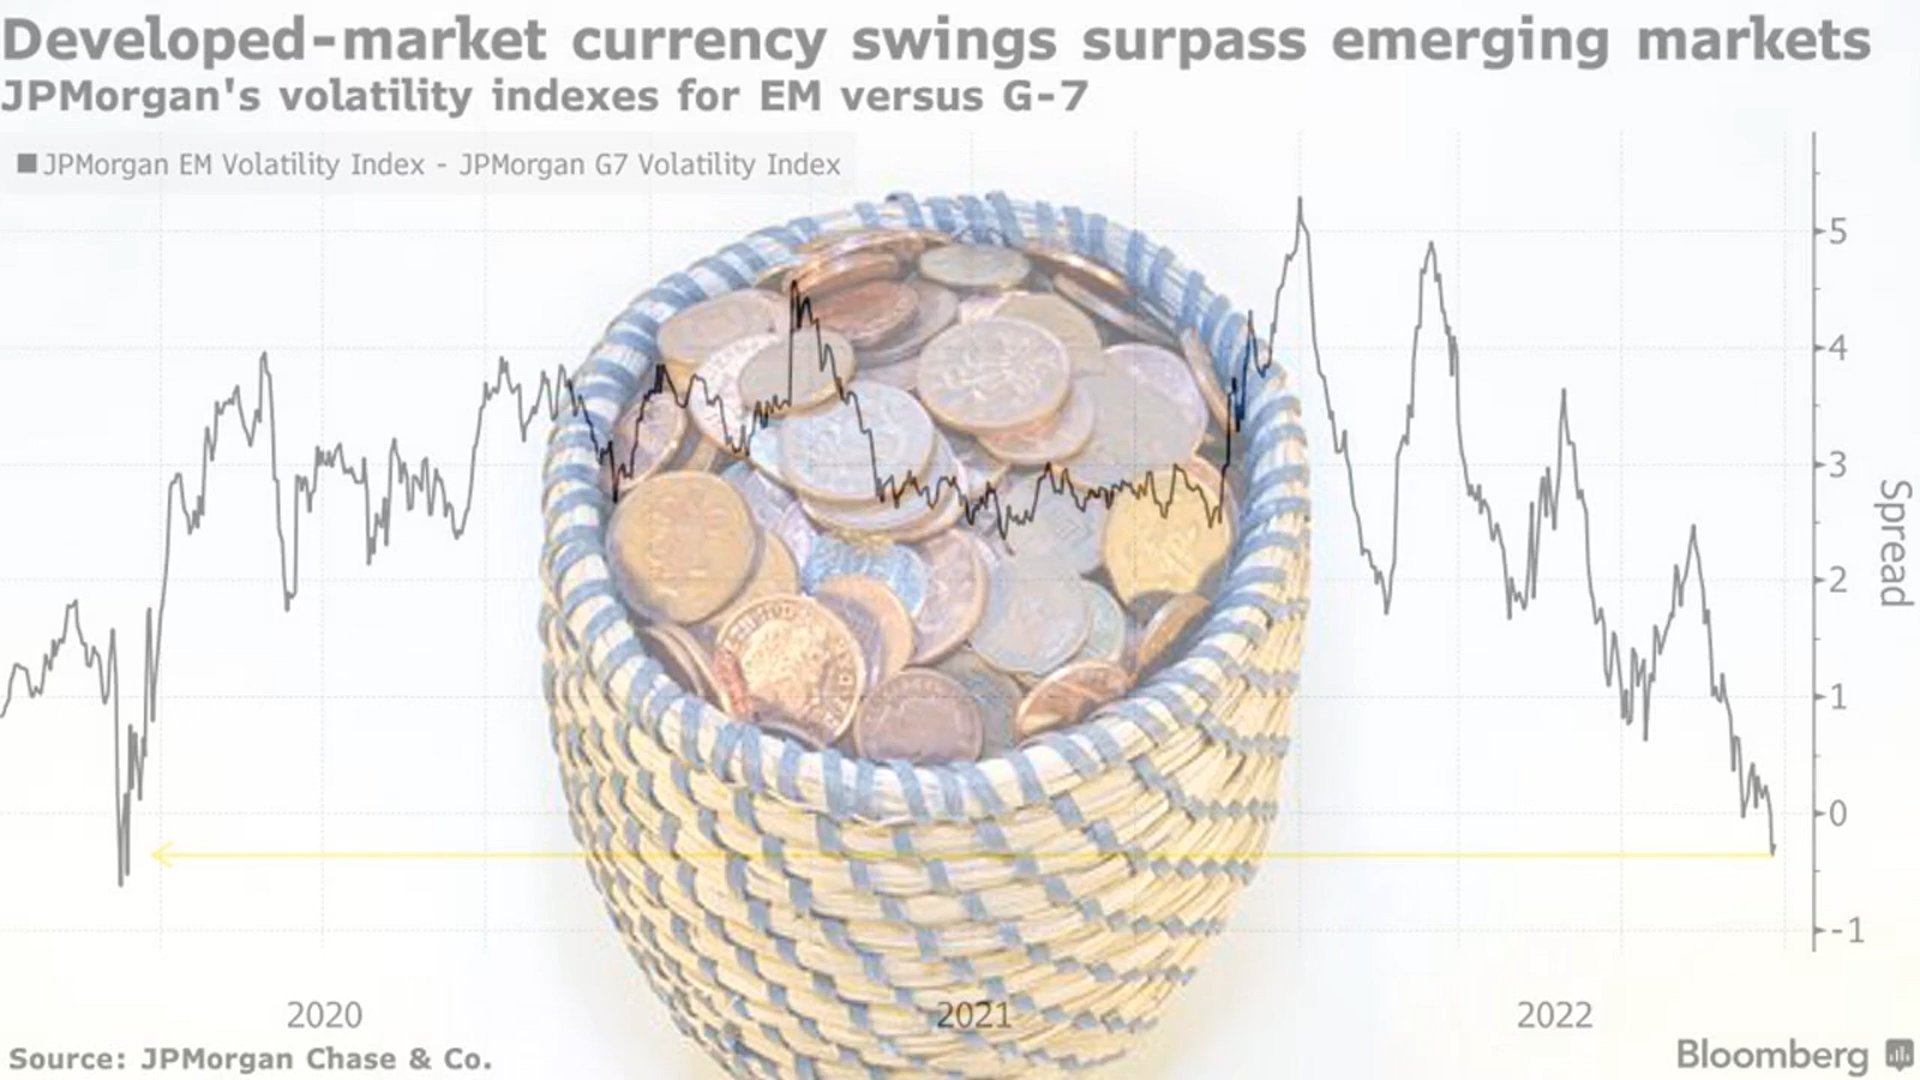 Developed-market currency swings surpass emerging markets
JPMorgan's volatility indexes for EM versus G-7
JPMorgan EM Volatility Index - JPMorgan G7 Volatility Index
5
4
3
2
1
0
-1
Spread
2020 2021 2022
Source: JPMorgan Chase & Co.
Bloomberg